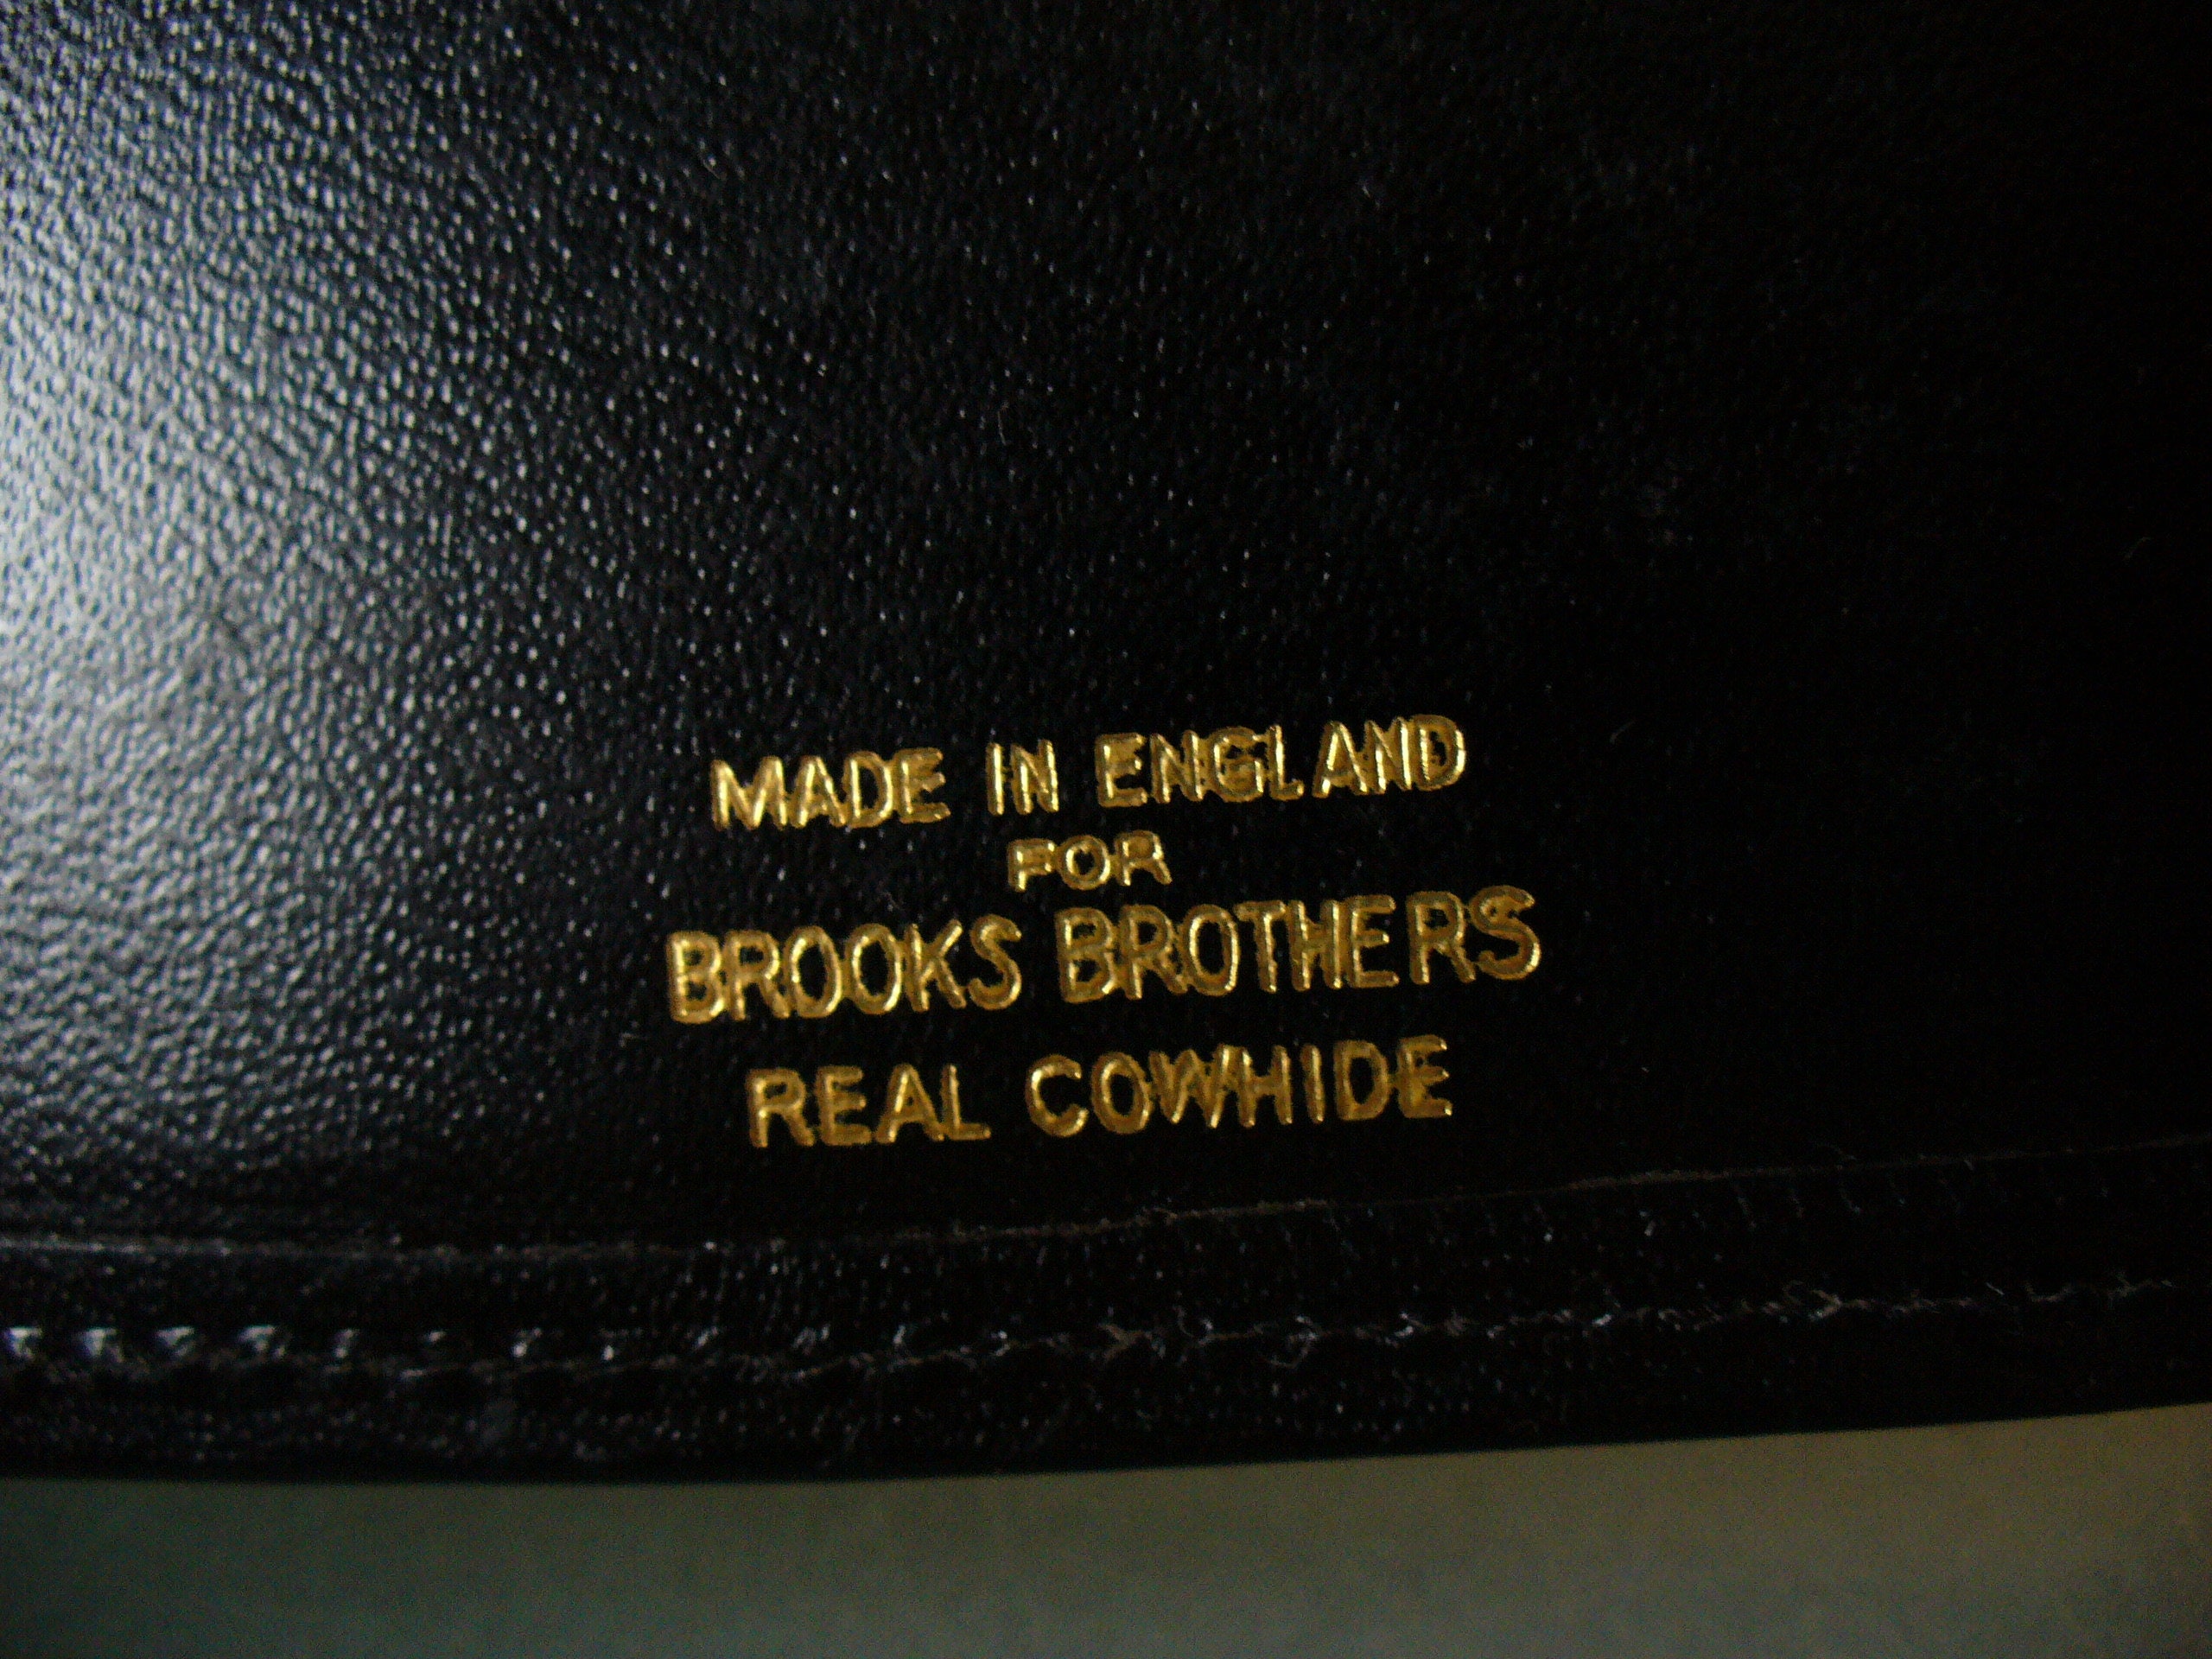 MADE IN ENGLAND
FOR
BROOKS BROTHERS
REAL COWHIDE